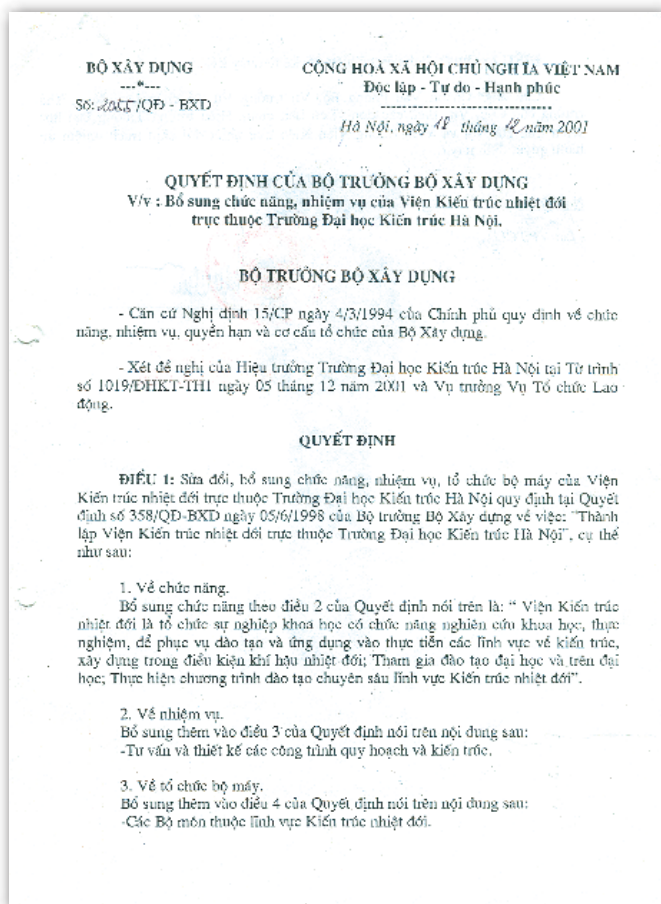 BỘ XÂY DỰNG
---*---
Số: 2055/QĐ - BXD
CỘNG HOÀ XÃ HỘI CHỦ NGHĨA VIỆT NAM
Độc lập - Tự do - Hạnh phúc
-------------------------------
Hà Nội, ngày 18 tháng 12 năm 2001
QUYẾT ĐỊNH CỦA BỘ TRƯỞNG BỘ XÂY DỰNG
V/v : Bổ sung chức năng, nhiệm vụ của Viện Kiến trúc nhiệt đới
trực thuộc Trường Đại học Kiến trúc Hà Nội.
BỘ TRƯỞNG BỘ XÂY DỰNG
- Căn cứ Nghị định 15/CP ngày 4/3/1994 của Chính phủ quy định về chức
năng, nhiệm vụ, quyền hạn và cơ cấu tổ chức của Bộ Xây dựng.
- Xét đề nghị của Hiệu trưởng Trường Đại học Kiến trúc Hà Nội tại Tờ trình
số 1019/ĐHKT-TH1 ngày 05 tháng 12 năm 2001 và Vụ trưởng Vụ Tổ chức Lao
động.
QUYẾT ĐỊNH
ĐIỀU 1: Sửa đổi, bổ sung chức năng, nhiệm vụ, tổ chức bộ máy của Viện
Kiến trúc nhiệt đới trực thuộc Trường Đại học Kiến trúc Hà Nội quy định tại Quyết
định số 358/QĐ-BXD ngày 05/6/1998 của Bộ trưởng Bộ Xây dựng về việc: "Thành
lập Viện Kiến trúc nhiệt đới trực thuộc Trường Đại học Kiến trúc Hà Nội", cụ thể
như sau:
1. Về chức năng.
Bổ sung chức năng theo điều 2 của Quyết định nói trên là: “ Viện Kiến trúc
nhiệt đới là tổ chức sự nghiệp khoa học có chức năng nghiên cứu khoa học, thực
nghiệm, để phục vụ đào tạo và ứng dụng vào thực tiễn các lĩnh vực về kiến trúc,
xây dựng trong điều kiện khí hậu nhiệt đới; Tham gia đào tạo đại học và trên đại
học; Thực hiện chương trình đào tạo chuyên sâu lĩnh vực Kiến trúc nhiệt đới”.
2. Về nhiệm vụ.
Bổ sung thêm vào điều 3 của Quyết định nói trên nội dung sau:
-Tư vấn và thiết kế các công trình quy hoạch và kiến trúc.
3. Về tổ chức bộ máy.
Bổ sung thêm vào điều 4 của Quyết định nói trên nội dung sau:
-Các Bộ môn thuộc lĩnh vực Kiến trúc nhiệt đới.